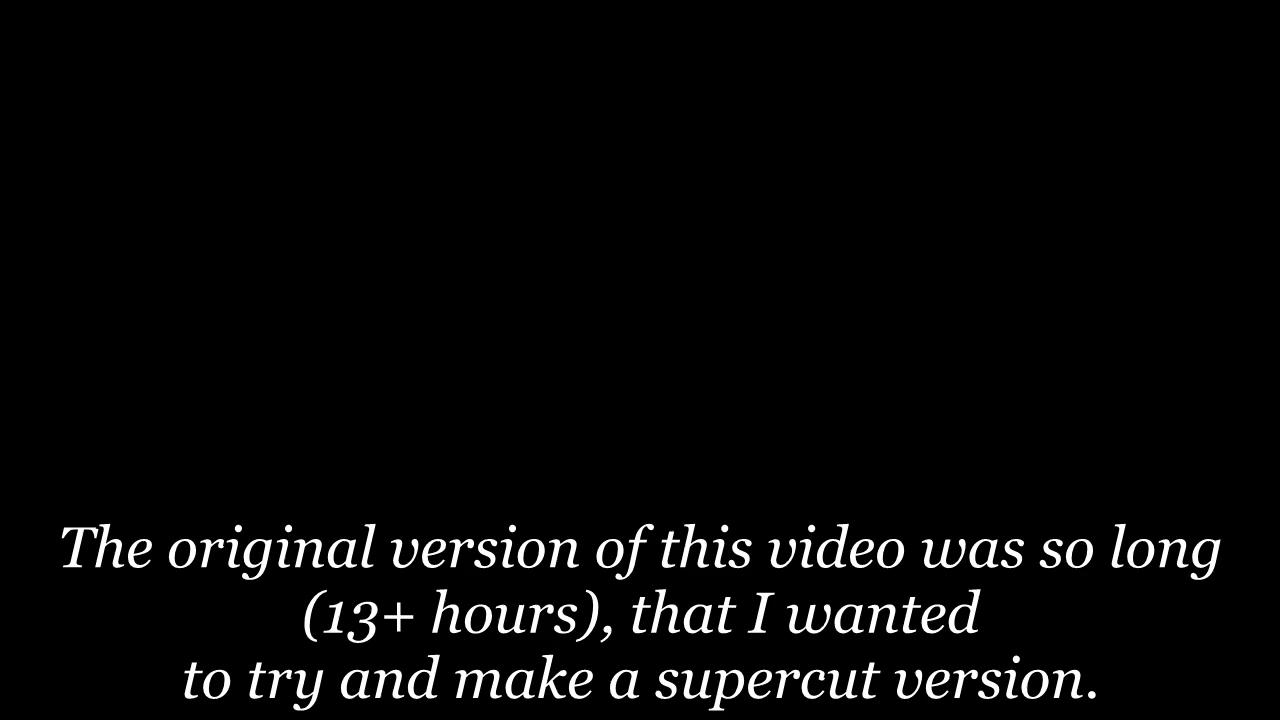 The original version of this video was so long
(13+ hours), that I wanted
to try and make a supercut version.